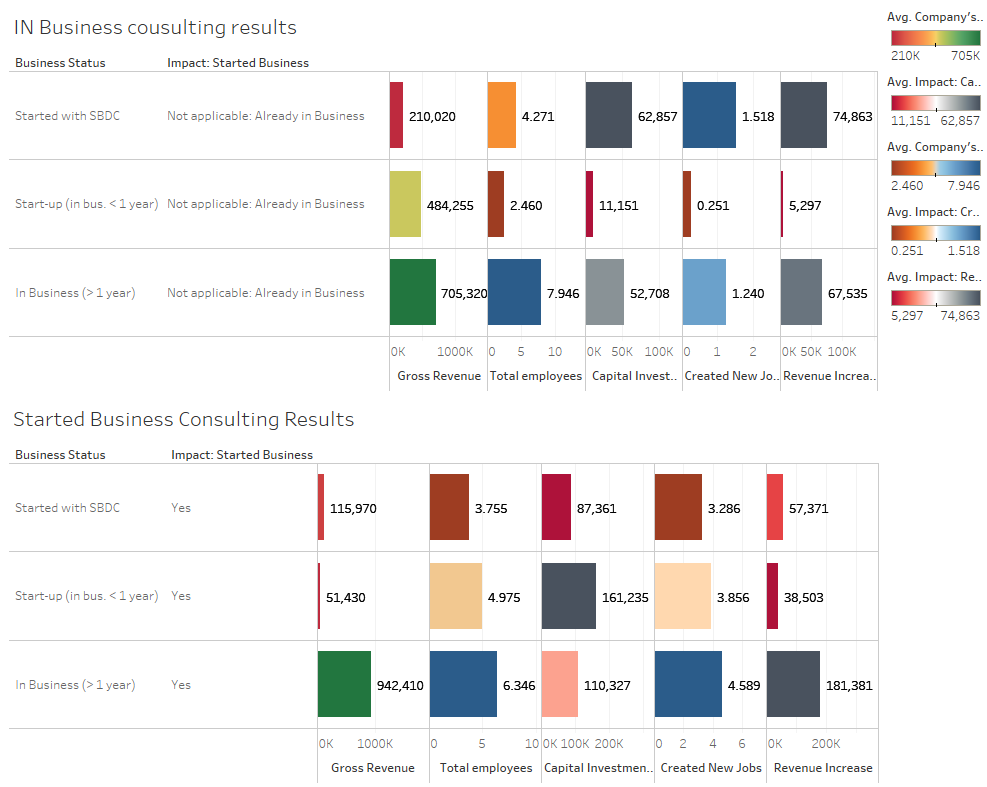 IN Business cousulting results
Business Status Impact: Started Business
Started with SBDC Not applicable: Already in Business 210,020 4.271 62,857 1.518 74,863
Start-up (in bus. < 1 year) Not applicable: Already in Business 484,255 2.460 11,151 0.251 5,297
In Business (> 1 year) Not applicable: Already in Business 705,320 7.946 52,708 1.240 67,535
0K 1000K 0 5 10 0K 50K 100K 0 1 2 0K 50K 100K
Gross Revenue Total employees Capital Invest.. Created New Jo.. Revenue Increa..
Avg. Company's..
210K 705K
Avg. Impact: Ca..
11,151 62,857
Avg. Company's..
2.460 7.946
Avg. Impact: Cr..
0.251 1.518
Avg. Impact: Re..
5,297 74,863
Started Business Consulting Results
Business Status Impact: Started Business
Started with SBDC Yes 115,970 3.755 87,361 3.286 57,371
Start-up (in bus. < 1 year) Yes 51,430 4.975 161,235 3.856 38,503
In Business (> 1 year) Yes 942,410 6.346 110,327 4.589 181,381
0K 1000K 0 5 10 0K 100K 200K 0 2 4 6 0K 200K
Gross Revenue Total employees Capital Investmen.. Created New Jobs Revenue Increase